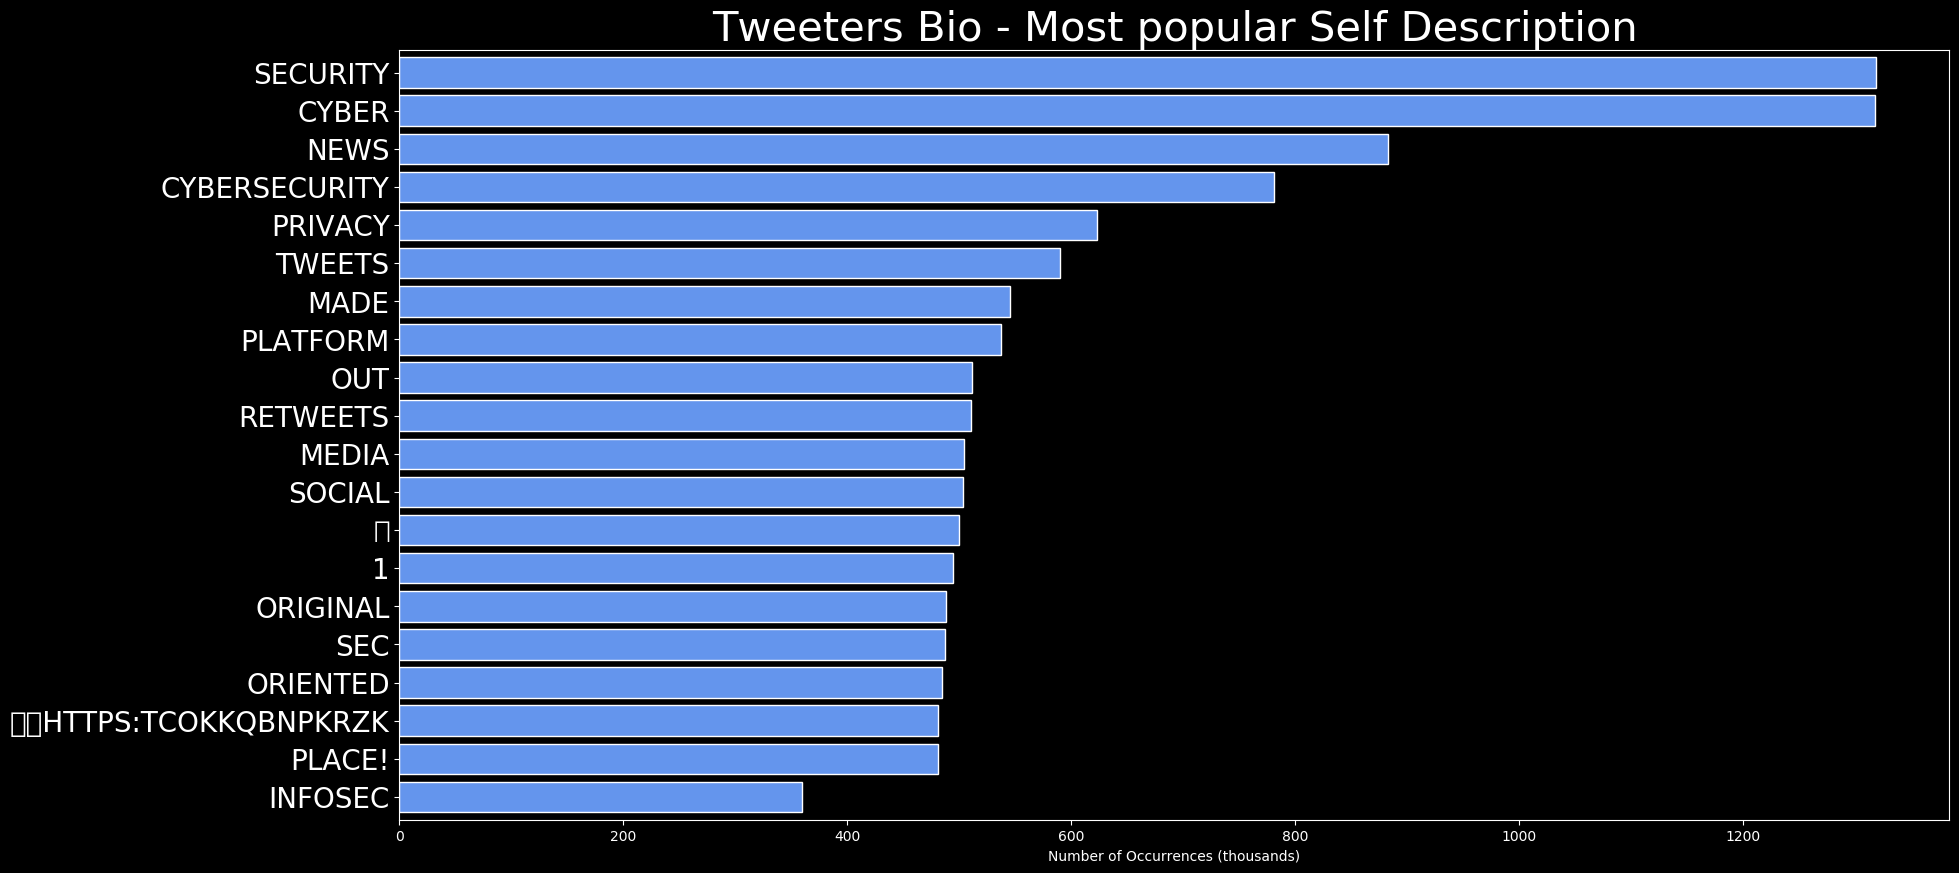 Tweeters Bio - Most popular Self Description
SECURITY
CYBER
NEWS
CYBERSECURITY
PRIVACY
TWEETS
MADE
PLATFORM
OUT
RETWEETS
MEDIA
SOCIAL
1
ORIGINAL
SEC
ORIENTED
HTTPS:TCOKKQBNPKRZK
PLACE!
INFOSEC
0 200 400 600 800 1000 1200
Number of Occurrences (thousands)